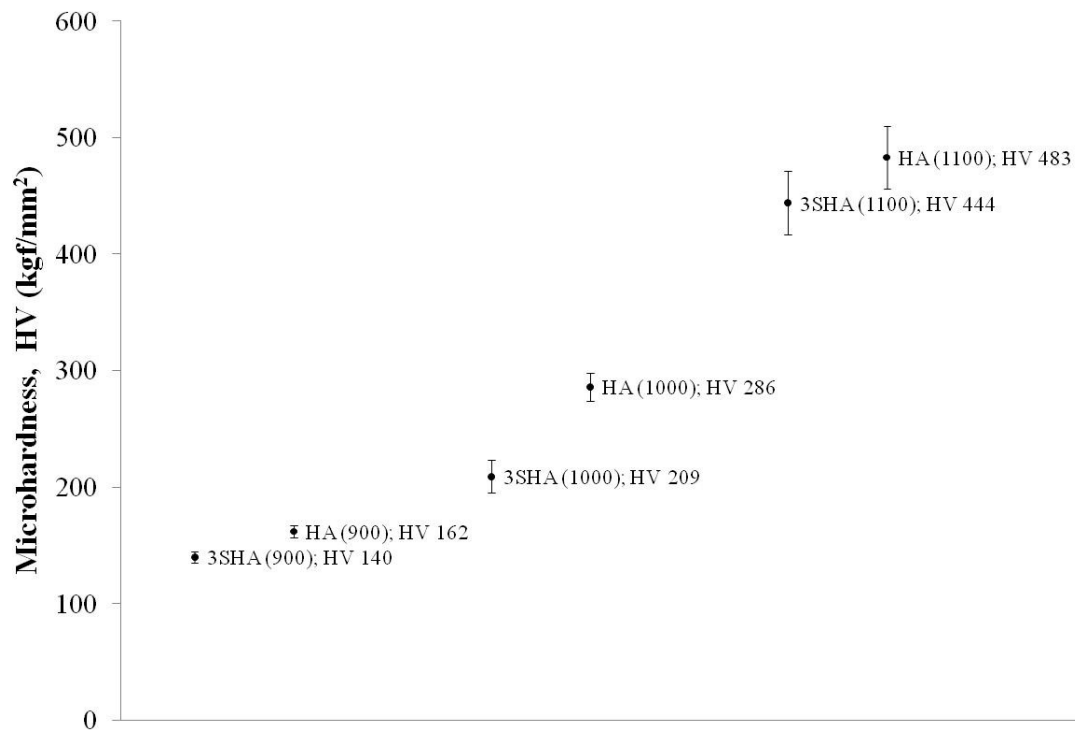 600
500
400
300
200
100
0
Microhardness, HV (kgf/mm²)
HA (1100); HV 483
3SHA (1100); HV 444
HA (1000); HV 286
3SHA (1000); HV 209
HA (900); HV 162
3SHA (900); HV 140